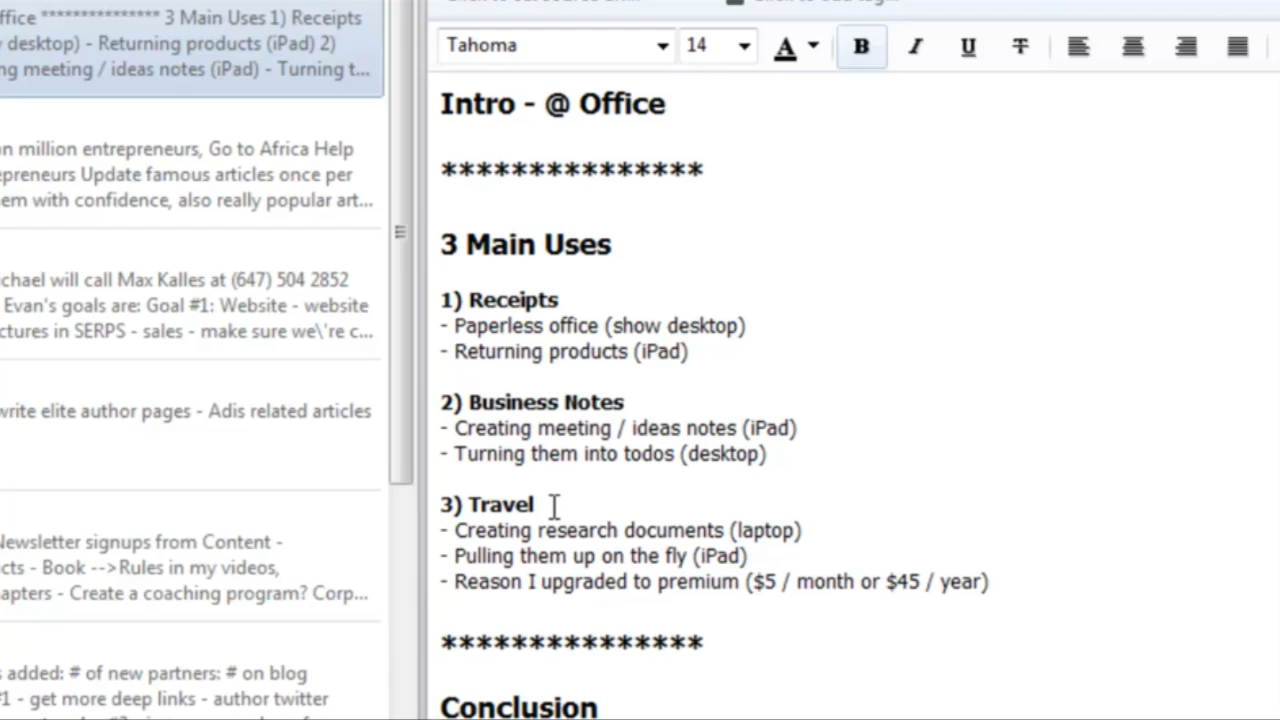 ffice *************** 3 Main Uses 1) Receipts
desktop) - Returning products (iPad) 2)
ng meeting / ideas notes (iPad) - Turning t...
on million entrepreneurs, Go to Africa Help
epreneurs Update famous articles once per
em with confidence, also really popular art...
ichael will call Max Kalles at (647) 504 2852
Evan's goals are: Goal #1: Website - website
ctures in SERPS - sales - make sure we\'re c...
write elite author pages - Adis related articles
Newsletter signups from Content -
cts - Book -->Rules in my videos,
apters - Create a coaching program? Corp...
added: # of new partners: # on blog
#1 - get more deep links - author twitter
Tahoma 14 A B I U T
Intro - @ Office
***************
3 Main Uses
1) Receipts
- Paperless office (show desktop)
- Returning products (iPad)
2) Business Notes
- Creating meeting / ideas notes (iPad)
- Turning them into todos (desktop)
3) Travel
- Creating research documents (laptop)
- Pulling them up on the fly (iPad)
- Reason I upgraded to premium ($5 / month or $45 / year)
***************
Conclusion